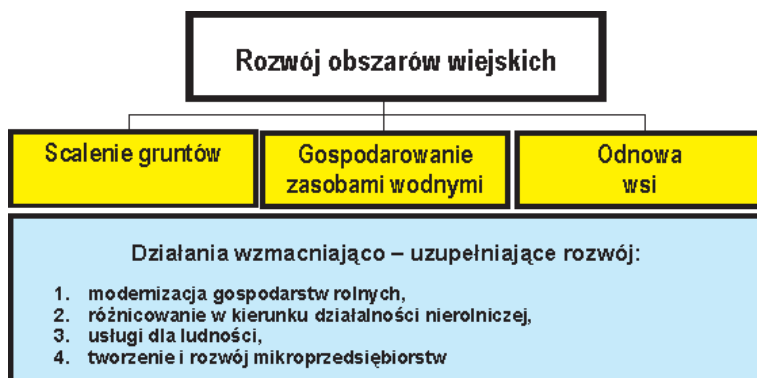 Rozwój obszarów wiejskich
Scalenie gruntów
Gospodarowanie
zasobami wodnymi
Odnowa
wsi
Działania wzmacniająco – uzupełniające rozwój:
1. modernizacja gospodarstw rolnych,
2. różnicowanie w kierunku działalności nierolniczej,
3. usługi dla ludności,
4. tworzenie i rozwój mikroprzedsiębiorstw